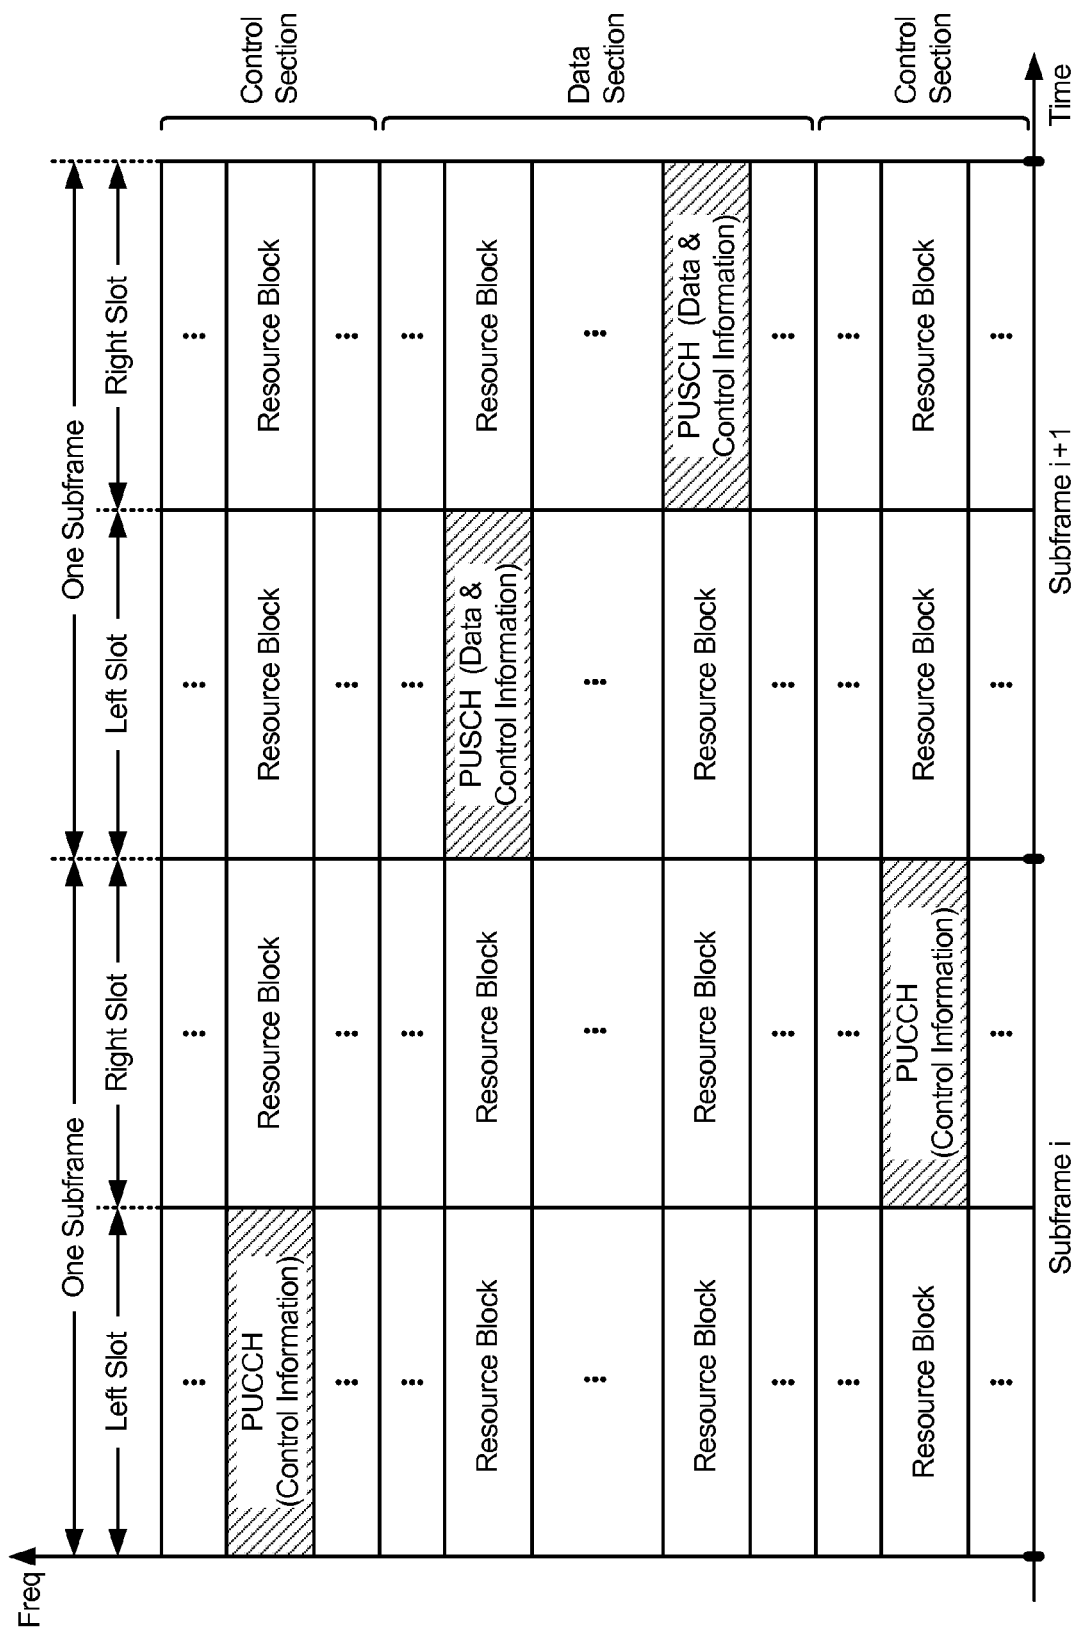 Freq
One Subframe
One Subframe
Left Slot
Right Slot
Left Slot
Right Slot
... ... ... ...
PUCCH
(Control Information)
Resource Block
Resource Block
Resource Block
Control
Section
... ... ... ...
... ... ... ...
Resource Block
Resource Block
PUSCH (Data &
Control Information)
Resource Block
... ... ... ...
Data
Section
Resource Block
Resource Block
Resource Block
PUSCH (Data &
Control Information)
... ... ... ...
... ... ... ...
Resource Block
PUCCH
(Control Information)
Resource Block
Resource Block
Control
Section
... ... ... ...
Time
Subframe i
Subframe i + 1